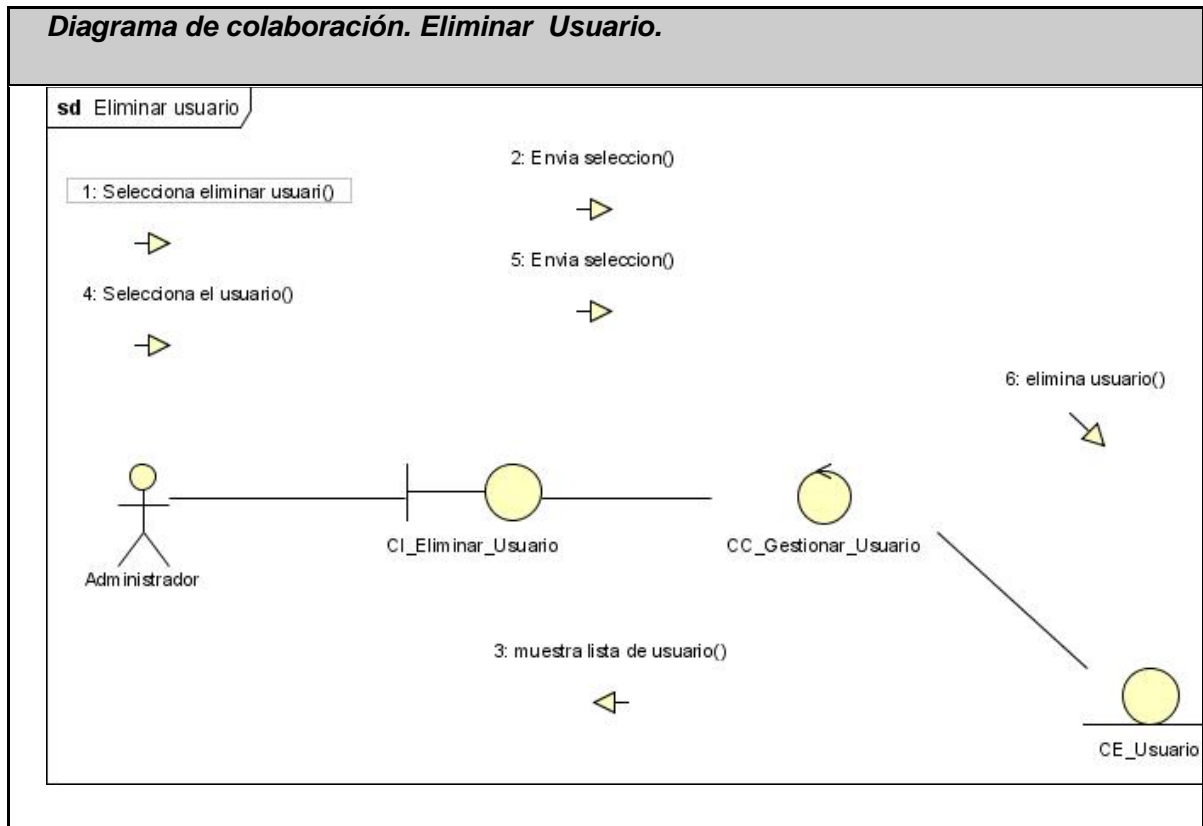 Diagrama de colaboración. Eliminar Usuario.
sd Eliminar usuario
2: Envia seleccion()
1: Selecciona eliminar usuari()
5: Envia seleccion()
4: Selecciona el usuario()
6: elimina usuario()
CI_Eliminar_Usuario
CC_Gestionar_Usuario
Administrador
3: muestra lista de usuario()
CE_Usuario